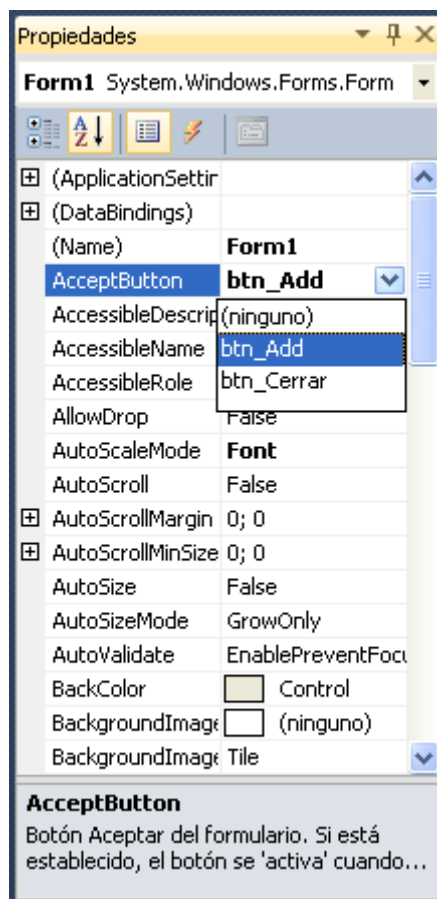 Propiedades
Form1 System.Windows.Forms.Form
(ApplicationSettin
(DataBindings)
(Name) Form1
AcceptButton btn_Add
AccessibleDescrip (ninguno)
AccessibleName btn_Add
AccessibleRole btn_Cerrar
AllowDrop False
AutoScaleMode Font
AutoScroll False
AutoScrollMargin 0; 0
AutoScrollMinSize 0; 0
AutoSize False
AutoSizeMode GrowOnly
AutoValidate EnablePreventFocu
BackColor Control
BackgroundImage (ninguno)
BackgroundImage Tile
AcceptButton
Botón Aceptar del formulario. Si está
establecido, el botón se 'activa' cuando...